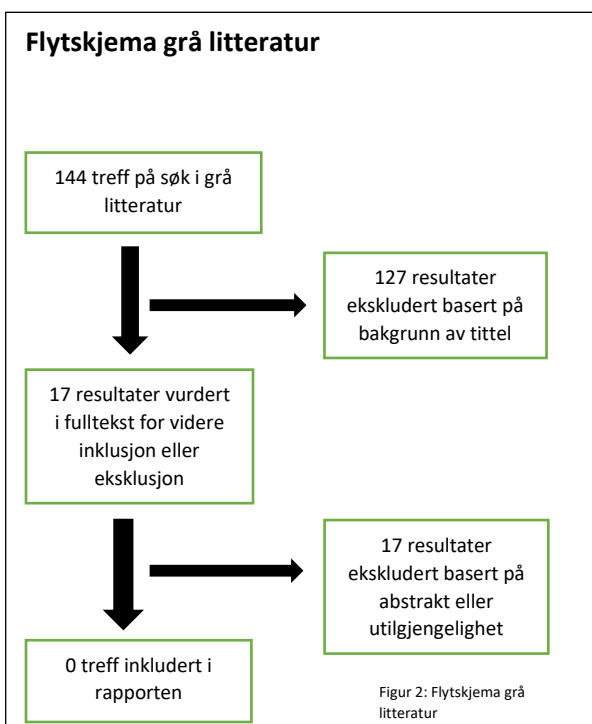 Flytskjema grå litteratur
144 treff på søk i grå
litteratur
127 resultater
ekskludert basert på
bakgrunn av tittel
17 resultater vurdert
i fulltekst for videre
inklusjon eller
eksklusjon
17 resultater
ekskludert basert på
abstrakt eller
utilgjengelighet
0 treff inkludert i
rapporten
Figur 2: Flytskjema grå
litteratur